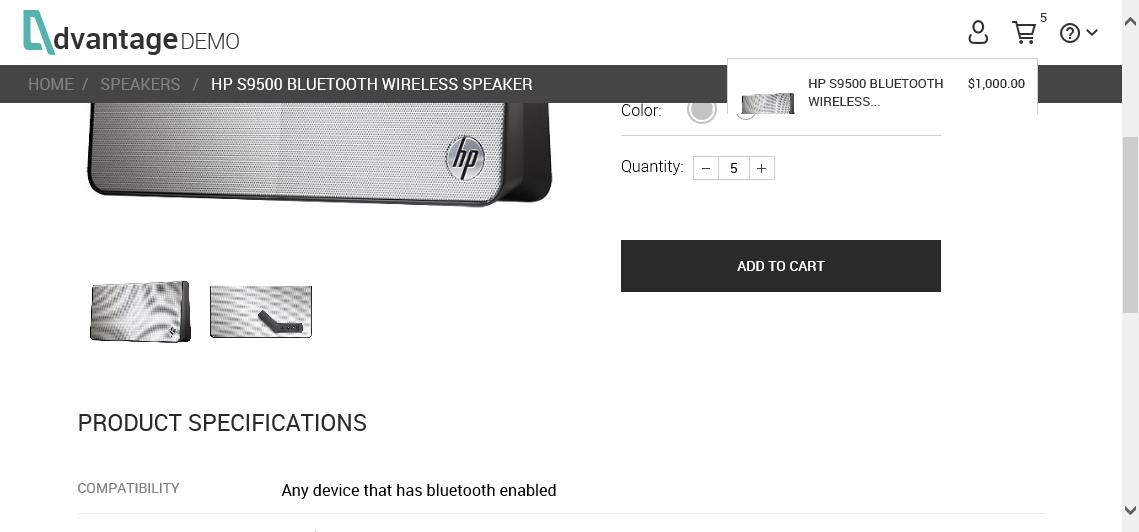 dvantage DEMO
5
HOME / SPEAKERS / HP S9500 BLUETOOTH WIRELESS SPEAKER
HP S9500 BLUETOOTH $1,000.00
WIRELESS...
Color:
hp
Quantity: − 5 +
ADD TO CART
PRODUCT SPECIFICATIONS
COMPATIBILITY Any device that has bluetooth enabled